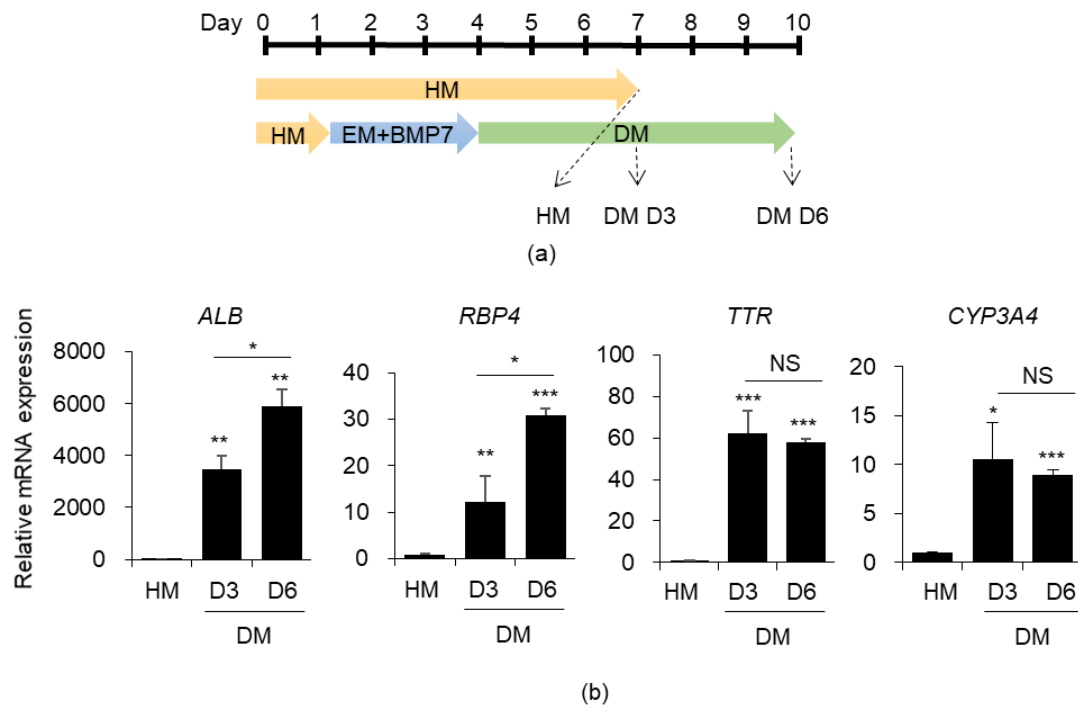 Day 0 1 2 3 4 5 6 7 8 9 10
HM
HM EM+BMP7 DM
HM DM D3 DM D6
(a)
Relative mRNA expression
ALB
8000
6000
4000
2000
0
*
**
**
HM D3 D6
DM
RBP4
40
30
20
10
0
*
**
***
HM D3 D6
DM
TTR
100
80
60
40
20
0
NS
***
***
HM D3 D6
DM
CYP3A4
20
15
10
5
0
NS
*
***
HM D3 D6
DM
(b)